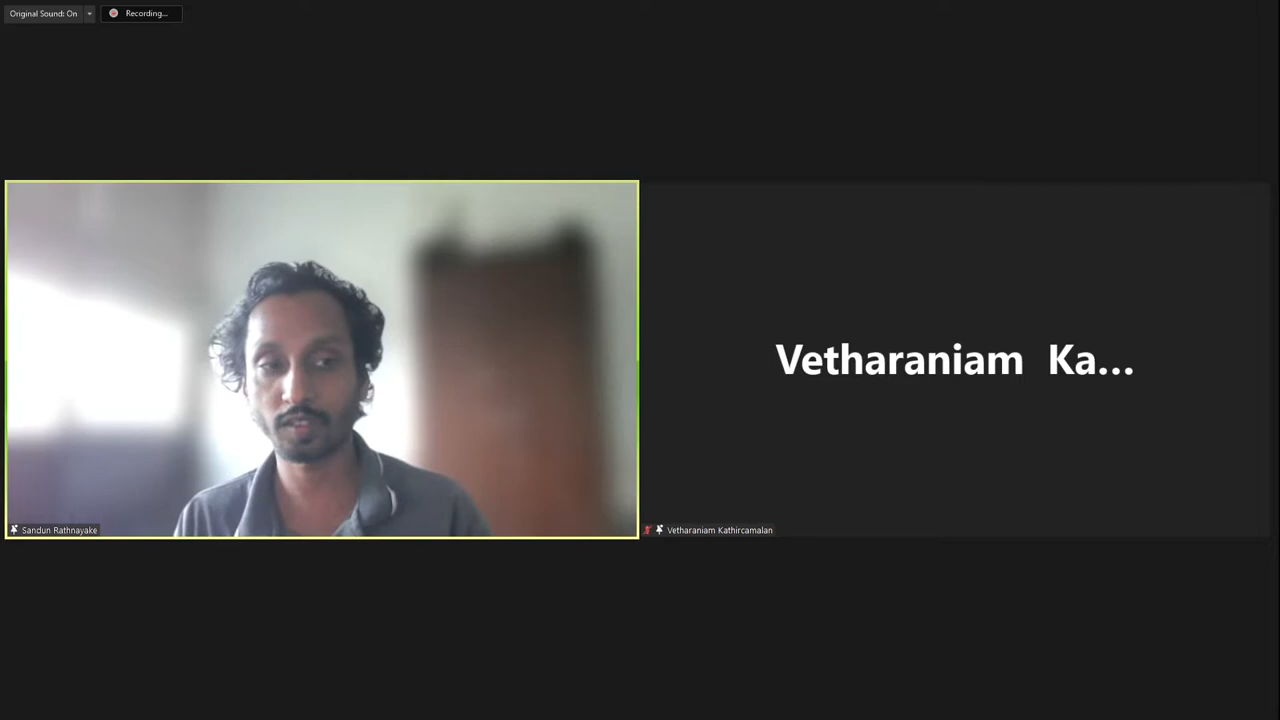 Original Sound: On
Recording...
Vetharaniam Ka...
Sandun Rathnayake
Vetharaniam Kathircamalan